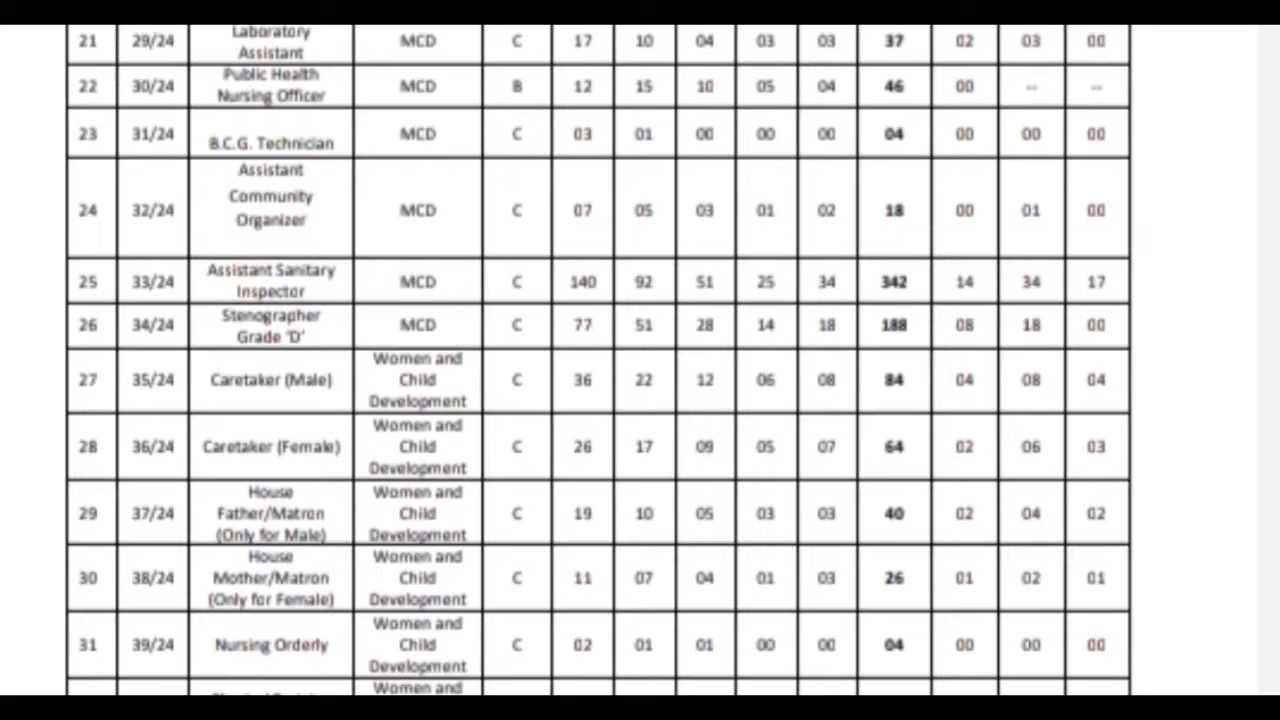 21 29/24 Laboratory Assistant MCD C 17 10 04 03 03 37 02 03 00
22 30/24 Public Health Nursing Officer MCD B 12 15 10 05 04 46 00 -- --
23 31/24 B.C.G. Technician MCD C 03 01 00 00 00 04 00 00 00
24 32/24 Assistant Community Organizer MCD C 07 05 03 01 02 18 00 01 00
25 33/24 Assistant Sanitary Inspector MCD C 140 92 51 25 34 342 14 34 17
26 34/24 Stenographer Grade 'D' MCD C 77 51 28 14 18 188 08 18 00
27 35/24 Caretaker (Male) Women and Child Development C 36 22 12 06 08 84 04 08 04
28 36/24 Caretaker (Female) Women and Child Development C 26 17 09 05 07 64 02 06 03
29 37/24 House Father/Matron (Only for Male) Women and Child Development C 19 10 05 03 03 40 02 04 02
30 38/24 House Mother/Matron (Only for Female) Women and Child Development C 11 07 04 01 03 26 01 02 01
31 39/24 Nursing Orderly Women and Child Development C 02 01 01 00 00 04 00 00 00
Women and